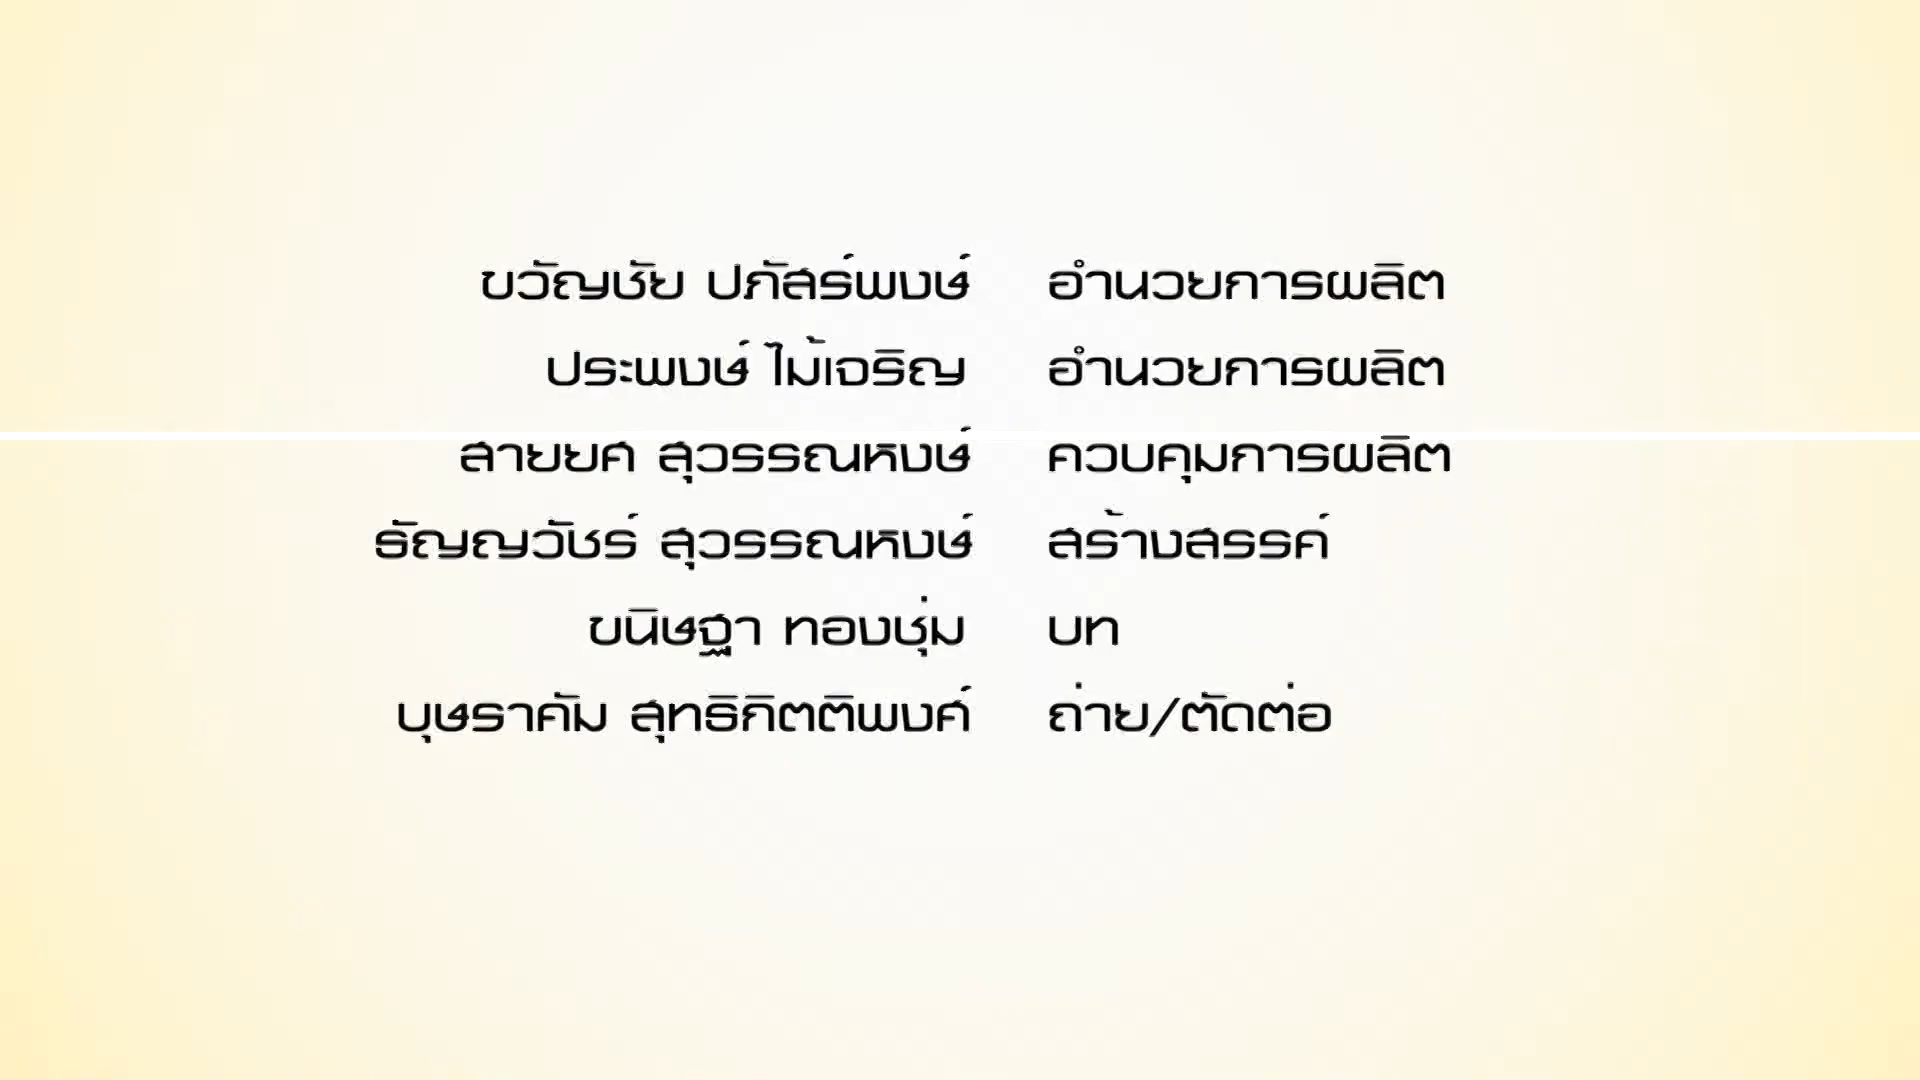 ขวัญชัย ปภัสร์พงษ์ อำนวยการผลิต
ประพงษ์ ไม้เจริญ อำนวยการผลิต
สายยศ สุวรรณหงษ์ ควบคุมการผลิต
ธัญญวัชร์ สุวรรณหงษ์ สร้างสรรค์
ขนิษฐา ทองชุ่ม บท
บุษราคัม สุทธิกิตติพงศ์ ถ่าย/ตัดต่อ